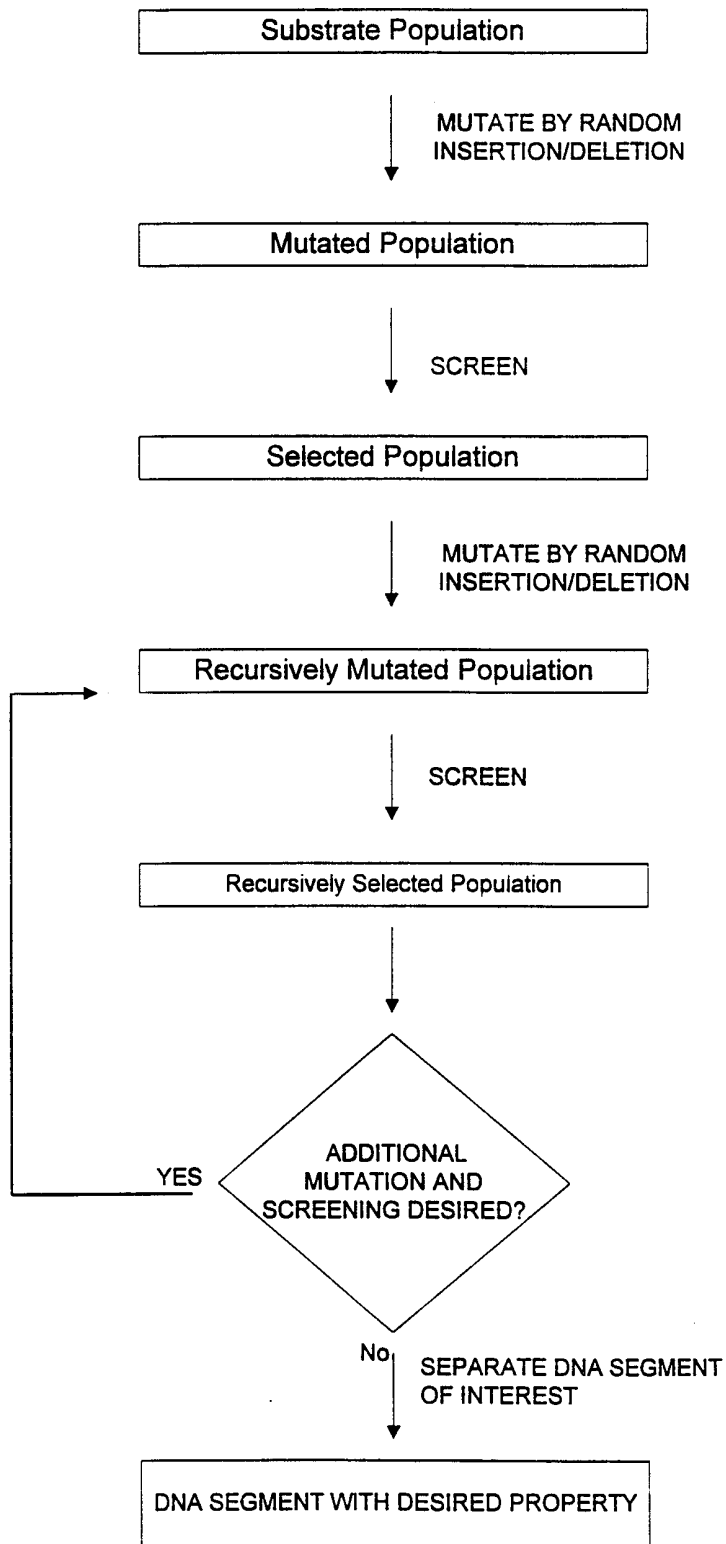 Substrate Population
MUTATE BY RANDOM
INSERTION/DELETION
Mutated Population
SCREEN
Selected Population
MUTATE BY RANDOM
INSERTION/DELETION
Recursively Mutated Population
SCREEN
Recursively Selected Population
ADDITIONAL
MUTATION AND
SCREENING DESIRED?
YES
No
SEPARATE DNA SEGMENT
OF INTEREST
DNA SEGMENT WITH DESIRED PROPERTY